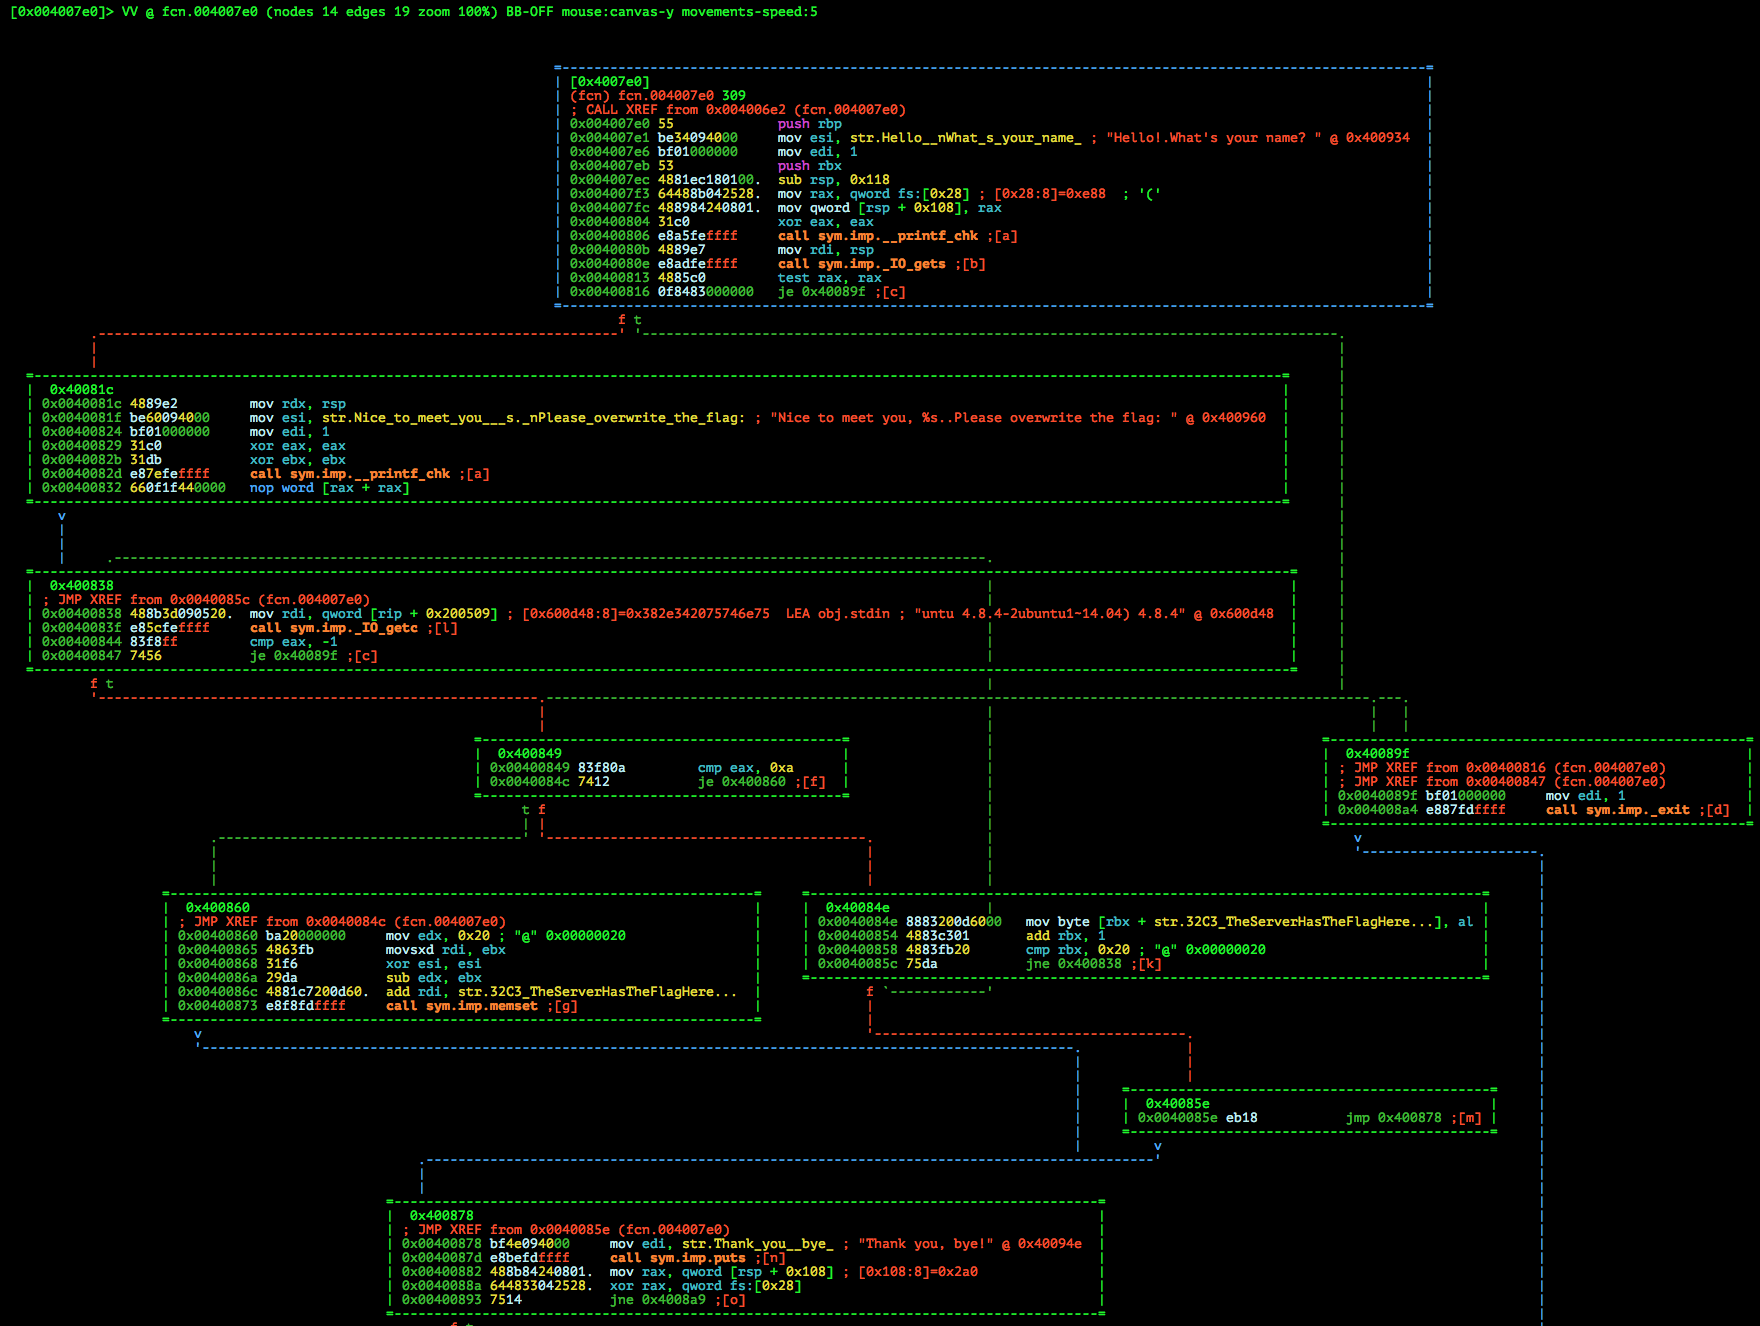 [0x004007e0]> VV @ fcn.004007e0 (nodes 14 edges 19 zoom 100%) BB-OFF mouse:canvas-y movements-speed:5
[0x4007e0]
(fcn) fcn.004007e0 309
; CALL XREF from 0x004006e2 (fcn.004007e0)
0x004007e0 55 push rbp
0x004007e1 be34094000 mov esi, str.Hello__nWhat_s_your_name_ ; "Hello!.What's your name? " @ 0x400934
0x004007e6 bf01000000 mov edi, 1
0x004007eb 53 push rbx
0x004007ec 4881ec180100. sub rsp, 0x118
0x004007f3 64488b042528. mov rax, qword fs:[0x28] ; [0x28:8]=0xe88 ; '('
0x004007fc 488984240801. mov qword [rsp + 0x108], rax
0x00400804 31c0 xor eax, eax
0x00400806 e8a5feffff call sym.imp.__printf_chk ;[a]
0x0040080b 4889e7 mov rdi, rsp
0x0040080e e8adfeffff call sym.imp._IO_gets ;[b]
0x00400813 4885c0 test rax, rax
0x00400816 0f8483000000 je 0x40089f ;[c]
f t
0x40081c
0x0040081c 4889e2 mov rdx, rsp
0x0040081f be60094000 mov esi, str.Nice_to_meet_you___s._nPlease_overwrite_the_flag: ; "Nice to meet you, %s..Please overwrite the flag: " @ 0x400960
0x00400824 bf01000000 mov edi, 1
0x00400829 31c0 xor eax, eax
0x0040082b 31db xor ebx, ebx
0x0040082d e87efeffff call sym.imp.__printf_chk ;[a]
0x00400832 660f1f440000 nop word [rax + rax]
v
0x400838
; JMP XREF from 0x0040085c (fcn.004007e0)
0x00400838 488b3d090520. mov rdi, qword [rip + 0x200509] ; [0x600d48:8]=0x382e342075746e75 LEA obj.stdin ; "untu 4.8.4-2ubuntu1~14.04) 4.8.4" @ 0x600d48
0x0040083f e85cfeffff call sym.imp._IO_getc ;[l]
0x00400844 83f8ff cmp eax, -1
0x00400847 7456 je 0x40089f ;[c]
f t
0x400849
0x00400849 83f80a cmp eax, 0xa
0x0040084c 7412 je 0x400860 ;[f]
t f
0x40089f
; JMP XREF from 0x00400816 (fcn.004007e0)
; JMP XREF from 0x00400847 (fcn.004007e0)
0x0040089f bf01000000 mov edi, 1
0x004008a4 e887fdffff call sym.imp._exit ;[d]
v
0x400860
; JMP XREF from 0x0040084c (fcn.004007e0)
0x00400860 ba20000000 mov edx, 0x20 ; "@" 0x00000020
0x00400865 4863fb movsxd rdi, ebx
0x00400868 31f6 xor esi, esi
0x0040086a 29da sub edx, ebx
0x0040086c 4881c7200d60. add rdi, str.32C3_TheServerHasTheFlagHere...
0x00400873 e8f8fdffff call sym.imp.memset ;[g]
v
0x40084e
0x0040084e 8883200d6000 mov byte [rbx + str.32C3_TheServerHasTheFlagHere...], al
0x00400854 4883c301 add rbx, 1
0x00400858 4883fb20 cmp rbx, 0x20 ; "@" 0x00000020
0x0040085c 75da jne 0x400838 ;[k]
f
0x40085e
0x0040085e eb18 jmp 0x400878 ;[m]
v
0x400878
; JMP XREF from 0x0040085e (fcn.004007e0)
0x00400878 bf4e094000 mov edi, str.Thank_you__bye_ ; "Thank you, bye!" @ 0x40094e
0x0040087d e8befdffff call sym.imp.puts ;[n]
0x00400882 488b84240801. mov rax, qword [rsp + 0x108] ; [0x108:8]=0x2a0
0x0040088a 644833042528. xor rax, qword fs:[0x28]
0x00400893 7514 jne 0x4008a9 ;[o]
f t